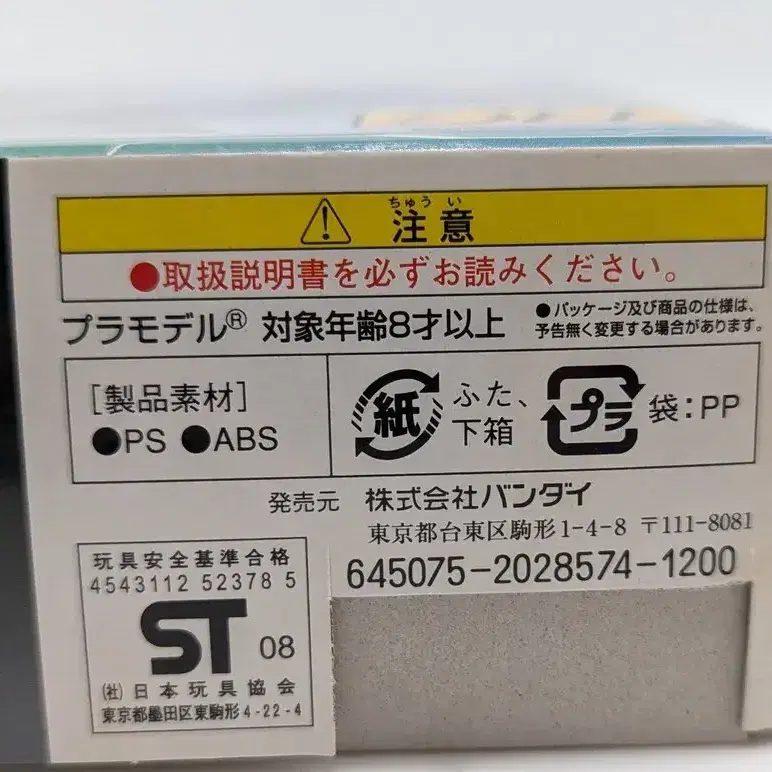 ちゅう い
注意
●取扱説明書を必ずお読みください。
プラモデル® 対象年齢8才以上
●パッケージ及び商品の仕様は、
予告無く変更する場合があります。
[製品素材]
●PS ●ABS
紙
ふた、
下箱
プラ
袋:PP
発売元 株式会社バンダイ
東京都台東区駒形1-4-8 〒111-8081
645075-2028574-1200
玩具安全基準合格
4543112 52378 5
ST 08
(社)日本玩具協会
東京都墨田区東駒形4-22-4